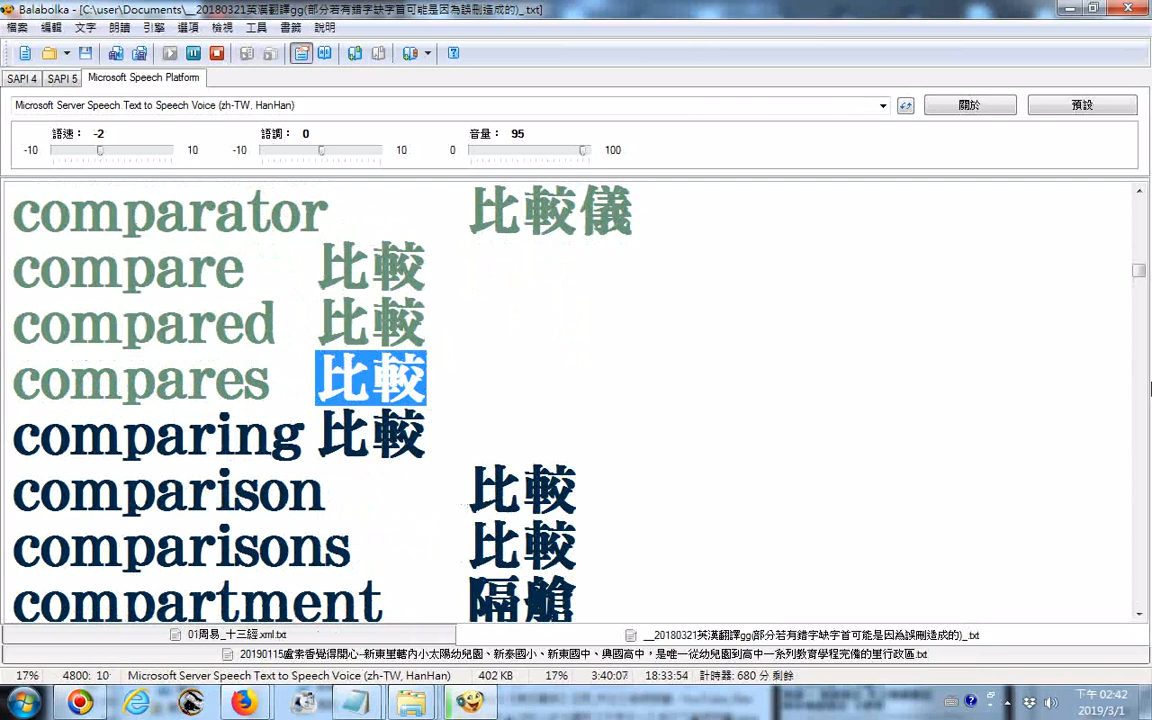 Balabolka - [C:\user\Documents\__20180321英漢翻譯gg(部分若有錯字缺字首可能是因為誤刪造成的)_.txt]
檔案 編輯 文字 朗讀 引擎 選項 檢視 工具 書籤 說明
SAPI 4 SAPI 5 Microsoft Speech Platform
Microsoft Server Speech Text to Speech Voice (zh-TW, HanHan) 關於 預設
語速： -2 語調： 0 音量： 95
-10 10 -10 10 0 100
comparator 比較儀
compare 比較
compared 比較
compares 比較
comparing 比較
comparison 比較
comparisons 比較
compartment 隔艙
01周易_十三經.xml.txt __20180321英漢翻譯gg(部分若有錯字缺字首可能是因為誤刪造成的)_.txt
20190115盧素香覺得開心--新東里轄內小太陽幼兒園、新泰國小、新東國中、興國高中，是唯一從幼兒園到高中一系列教育學程完備的里行政區.txt
17% 4800: 10 Microsoft Server Speech Text to Speech Voice (zh-TW, HanHan) 402 KB 17% 3:40:07 18:33:54 計時器: 680 分 剩餘
下午 02:42
2019/3/1